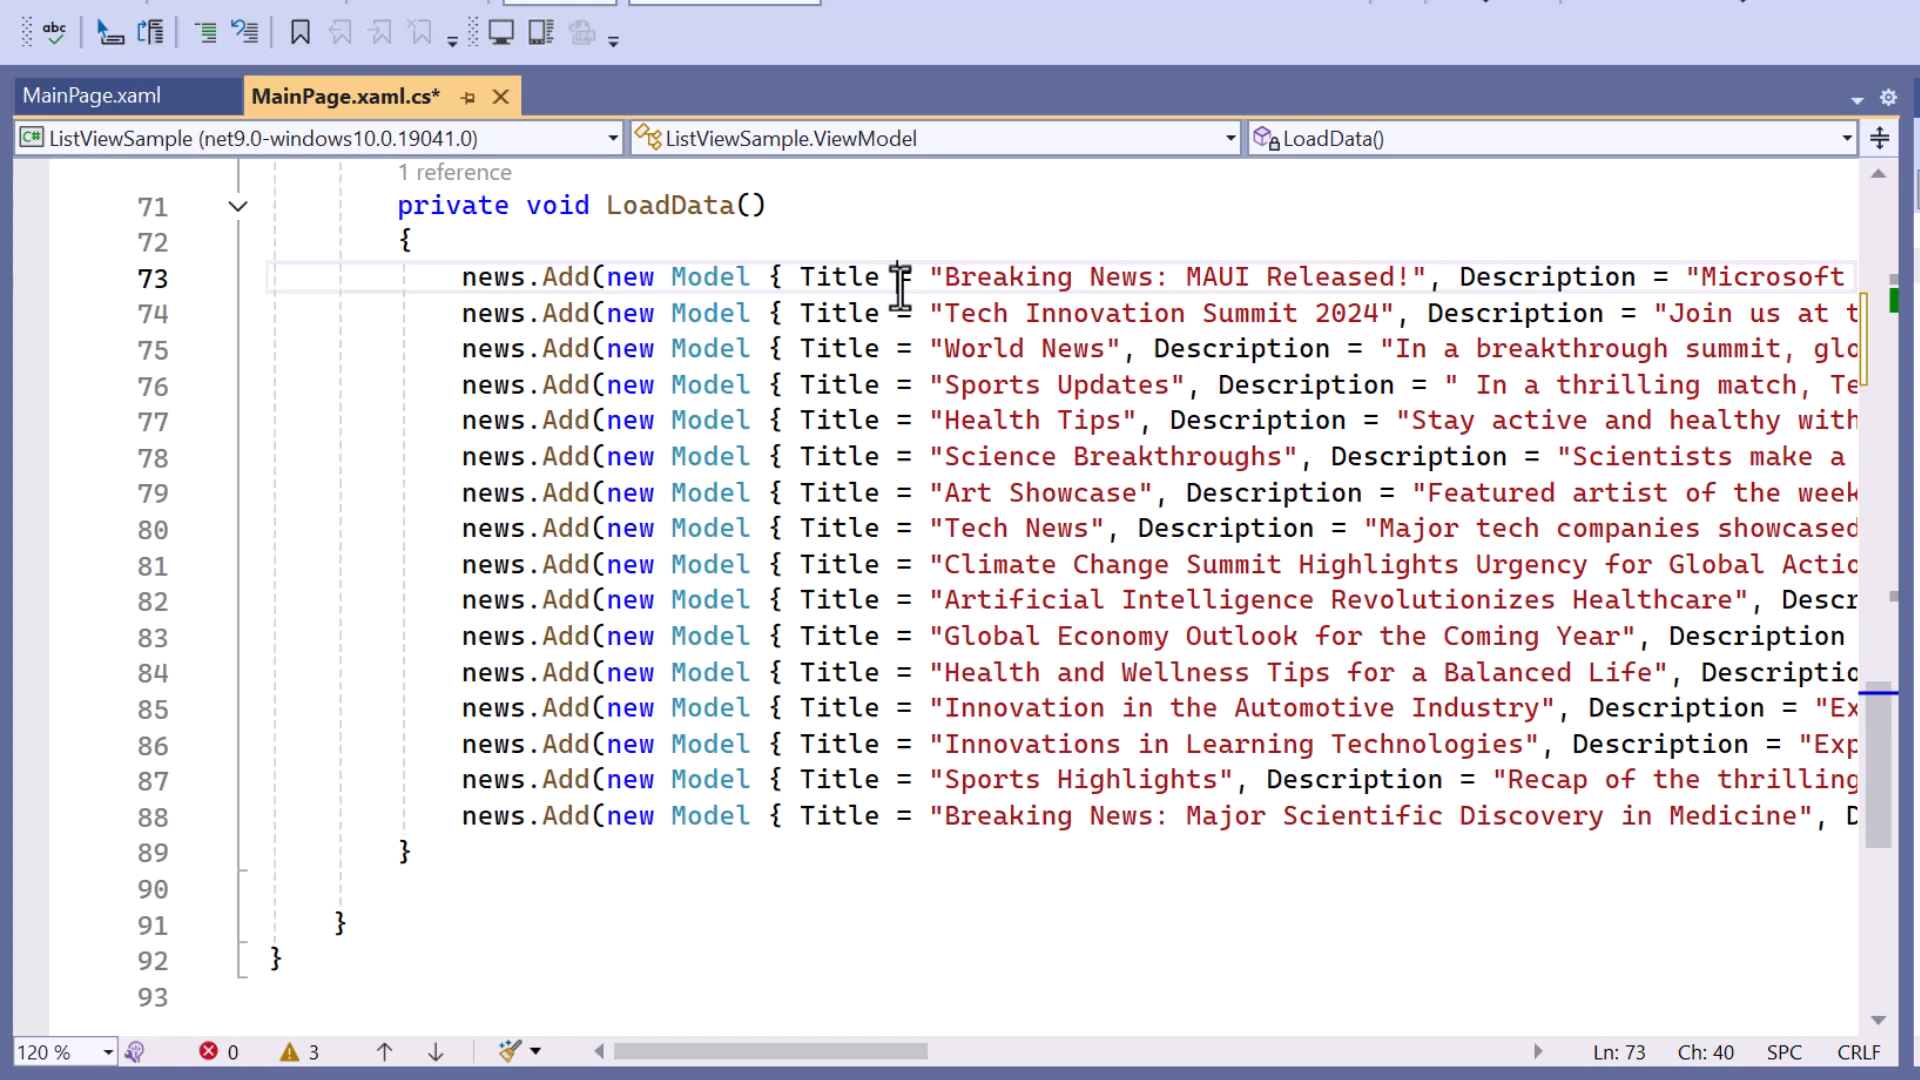 abc
MainPage.xaml
MainPage.xaml.cs*
C# ListViewSample (net9.0-windows10.0.19041.0)
ListViewSample.ViewModel
LoadData()
1 reference
71 private void LoadData()
72 {
73 news.Add(new Model { Title = "Breaking News: MAUI Released!", Description = "Microsoft
74 news.Add(new Model { Title = "Tech Innovation Summit 2024", Description = "Join us at t
75 news.Add(new Model { Title = "World News", Description = "In a breakthrough summit, glo
76 news.Add(new Model { Title = "Sports Updates", Description = " In a thrilling match, Te
77 news.Add(new Model { Title = "Health Tips", Description = "Stay active and healthy with
78 news.Add(new Model { Title = "Science Breakthroughs", Description = "Scientists make a
79 news.Add(new Model { Title = "Art Showcase", Description = "Featured artist of the week
80 news.Add(new Model { Title = "Tech News", Description = "Major tech companies showcased
81 news.Add(new Model { Title = "Climate Change Summit Highlights Urgency for Global Actio
82 news.Add(new Model { Title = "Artificial Intelligence Revolutionizes Healthcare", Descr
83 news.Add(new Model { Title = "Global Economy Outlook for the Coming Year", Description
84 news.Add(new Model { Title = "Health and Wellness Tips for a Balanced Life", Descriptio
85 news.Add(new Model { Title = "Innovation in the Automotive Industry", Description = "Ex
86 news.Add(new Model { Title = "Innovations in Learning Technologies", Description = "Exp
87 news.Add(new Model { Title = "Sports Highlights", Description = "Recap of the thrilling
88 news.Add(new Model { Title = "Breaking News: Major Scientific Discovery in Medicine", D
89 }
90
91 }
92 }
93
120 % 0 3 Ln: 73 Ch: 40 SPC CRLF